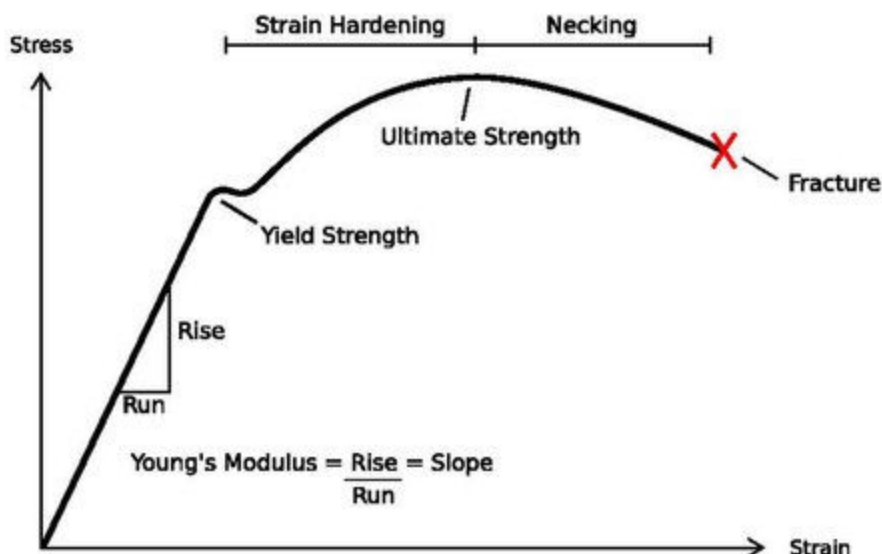 Strain Hardening
Necking
Stress
Ultimate Strength
Fracture
Yield Strength
Rise
Run
Young's Modulus = Rise = Slope
Run
Strain